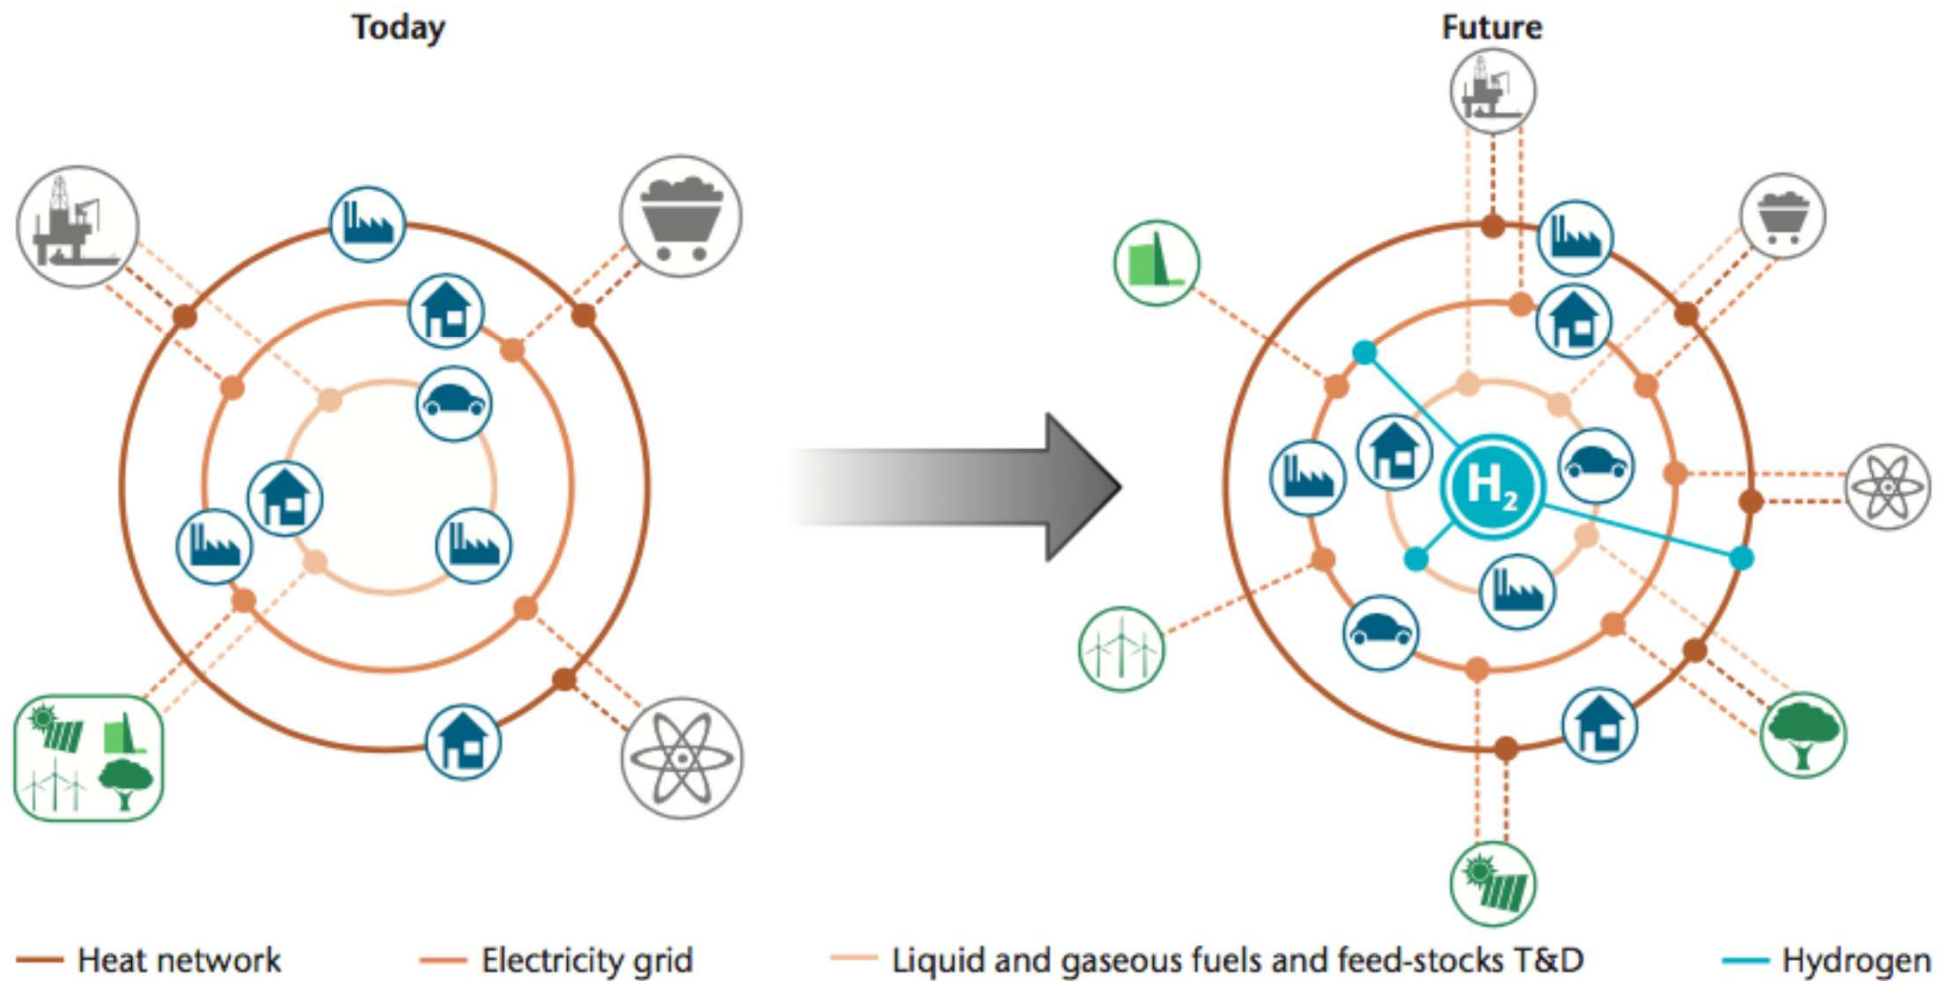 Today
Future
H2
Heat network
Electricity grid
Liquid and gaseous fuels and feed-stocks T&D
Hydrogen